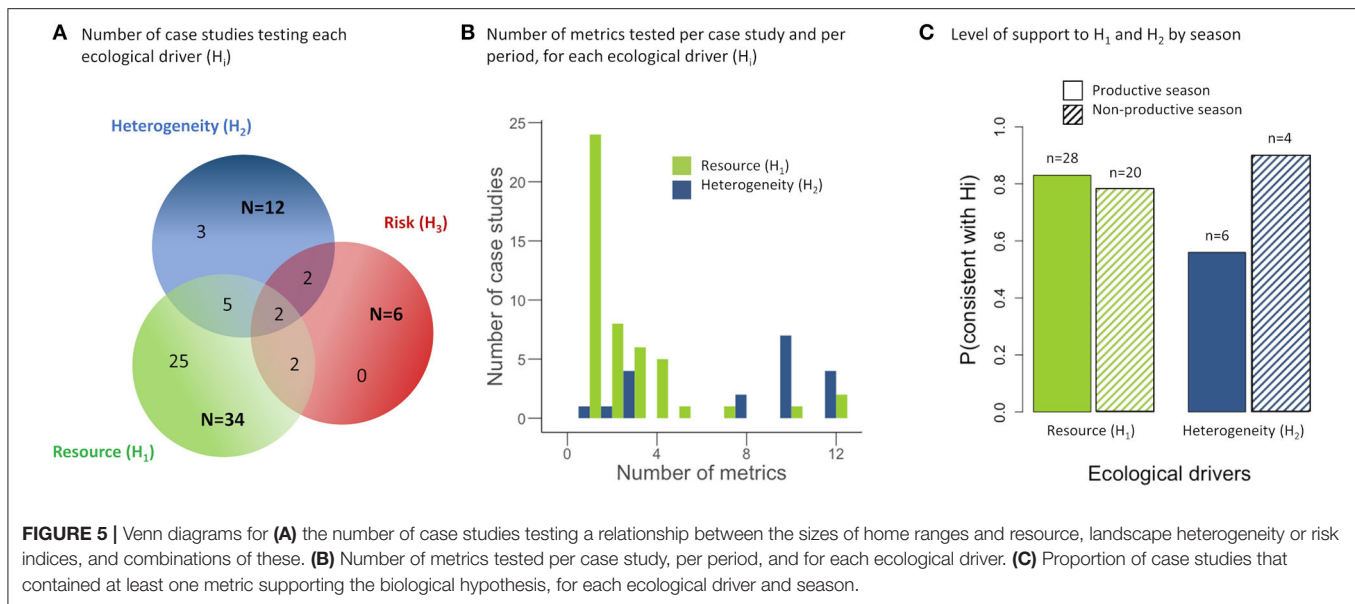 A Number of case studies testing each
ecological driver (Hᵢ)
Heterogeneity (H₂)
N=12
3
Risk (H₃)
2
5
2
N=6
25
2
0
N=34
Resource (H₁)
B Number of metrics tested per case study and per
period, for each ecological driver (Hᵢ)
25
20
15
10
5
0
Number of case studies
Resource (H₁)
Heterogeneity (H₂)
0 4 8 12
Number of metrics
C Level of support to H₁ and H₂ by season
Productive season
Non-productive season
1.0
0.8
0.6
0.4
0.2
0.0
P(consistent with Hi)
n=28
n=20
n=6
n=4
Resource (H₁) Heterogeneity (H₂)
Ecological drivers
FIGURE 5 | Venn diagrams for (A) the number of case studies testing a relationship between the sizes of home ranges and resource, landscape heterogeneity or risk
indices, and combinations of these. (B) Number of metrics tested per case study, per period, and for each ecological driver. (C) Proportion of case studies that
contained at least one metric supporting the biological hypothesis, for each ecological driver and season.